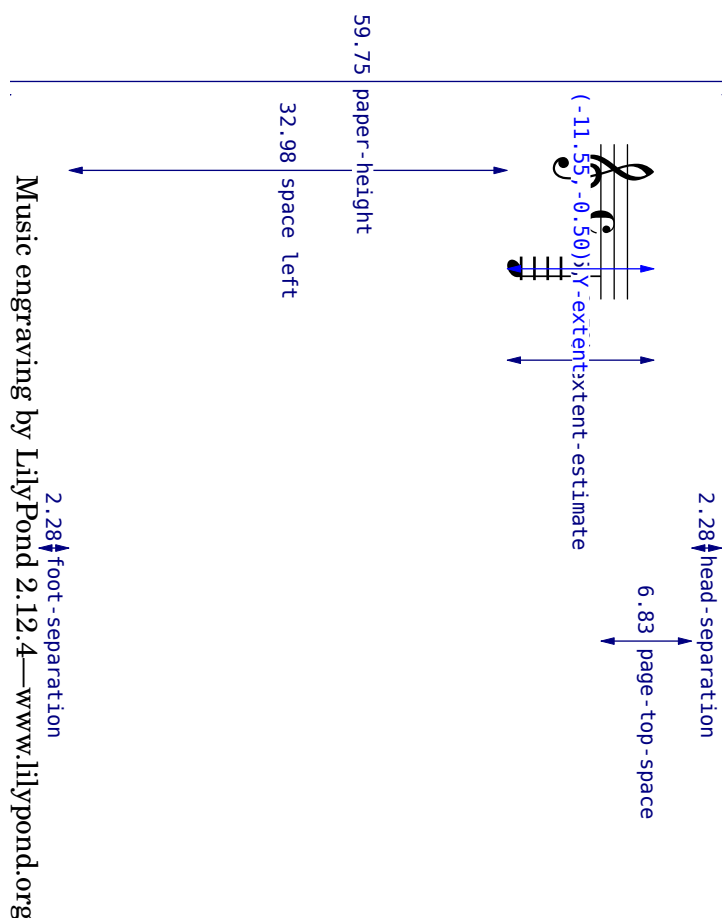 2.28 head-separation
6.83 page-top-space
(-11.55,-0.50) Y-extent
extent-estimate
59.75 paper-height
32.98 space left
2.28 foot-separation
Music engraving by LilyPond 2.12.4—www.lilypond.org